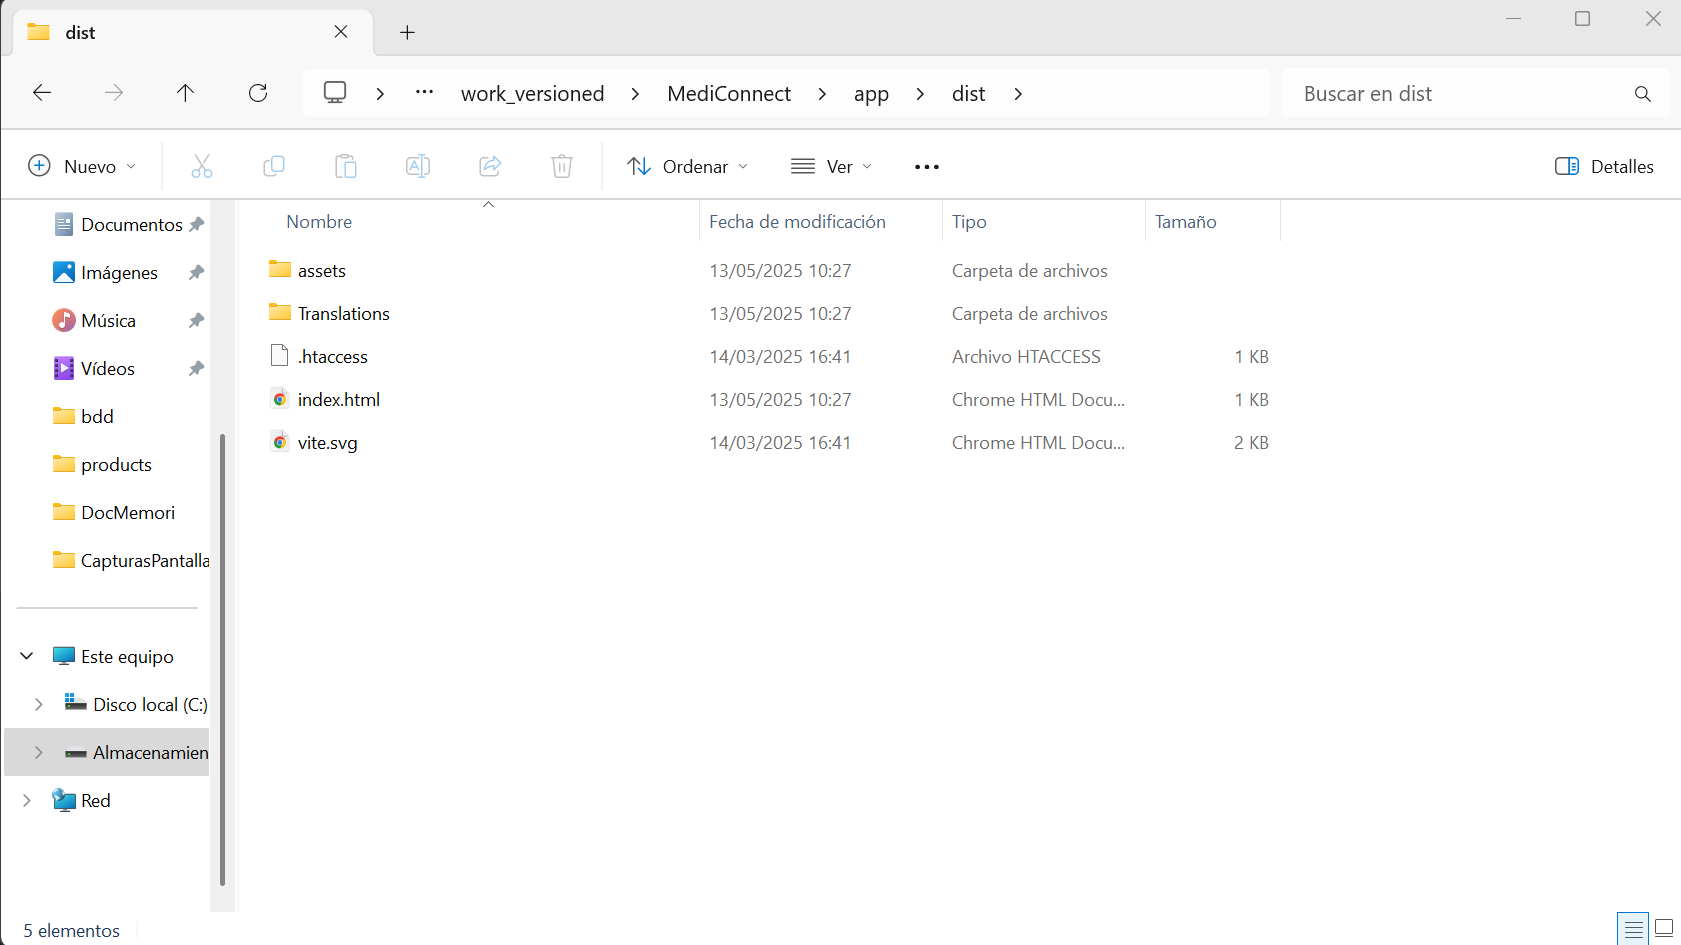 dist
work_versioned MediConnect app dist
Buscar en dist
Nuevo
Ordenar
Ver
Detalles
Documentos
Imágenes
Música
Vídeos
bdd
products
DocMemori
CapturasPantalla
Este equipo
Disco local (C:)
Almacenamien
Red
Nombre Fecha de modificación Tipo Tamaño
assets 13/05/2025 10:27 Carpeta de archivos
Translations 13/05/2025 10:27 Carpeta de archivos
.htaccess 14/03/2025 16:41 Archivo HTACCESS 1 KB
index.html 13/05/2025 10:27 Chrome HTML Docu... 1 KB
vite.svg 14/03/2025 16:41 Chrome HTML Docu... 2 KB
5 elementos